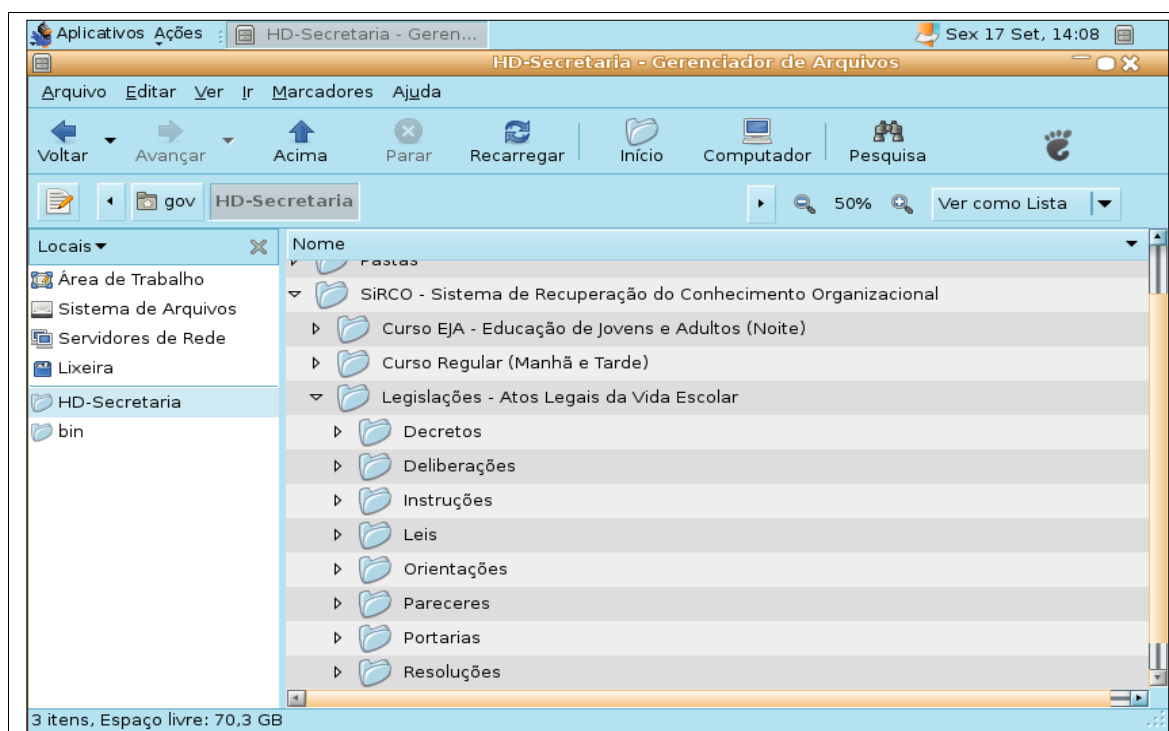 Aplicativos Ações HD-Secretaria - Geren... Sex 17 Set, 14:08
HD-Secretaria - Gerenciador de Arquivos
Arquivo Editar Ver Ir Marcadores Ajuda
Voltar Avançar Acima Parar Recarregar Início Computador Pesquisa
gov HD-Secretaria 50% Ver como Lista
Locais Nome
Pastas
Área de Trabalho
Sistema de Arquivos
Servidores de Rede
Lixeira
HD-Secretaria
bin
SiRCO - Sistema de Recuperação do Conhecimento Organizacional
Curso EJA - Educação de Jovens e Adultos (Noite)
Curso Regular (Manhã e Tarde)
Legislações - Atos Legais da Vida Escolar
Decretos
Deliberações
Instruções
Leis
Orientações
Pareceres
Portarias
Resoluções
3 itens, Espaço livre: 70,3 GB